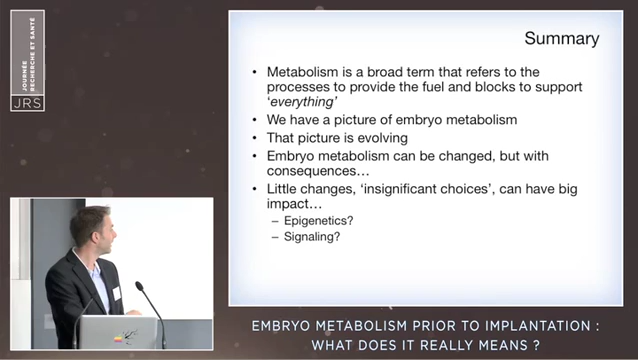 JOURNÉE
RECHERCHE ET SANTÉ
JRS
Summary
• Metabolism is a broad term that refers to the
processes to provide the fuel and blocks to support
‘everything’
• We have a picture of embryo metabolism
• That picture is evolving
• Embryo metabolism can be changed, but with
consequences…
• Little changes, ‘insignificant choices’, can have big
impact…
– Epigenetics?
– Signaling?
EMBRYO METABOLISM PRIOR TO IMPLANTATION :
WHAT DOES IT REALLY MEANS ?